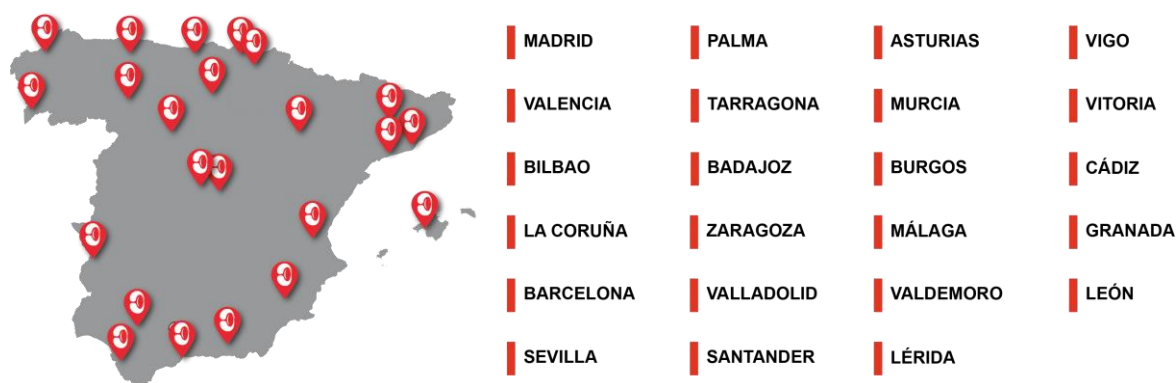 MADRID PALMA ASTURIAS VIGO
VALENCIA TARRAGONA MURCIA VITORIA
BILBAO BADAJOZ BURGOS CÁDIZ
LA CORUÑA ZARAGOZA MÁLAGA GRANADA
BARCELONA VALLADOLID VALDEMORO LEÓN
SEVILLA SANTANDER LÉRIDA